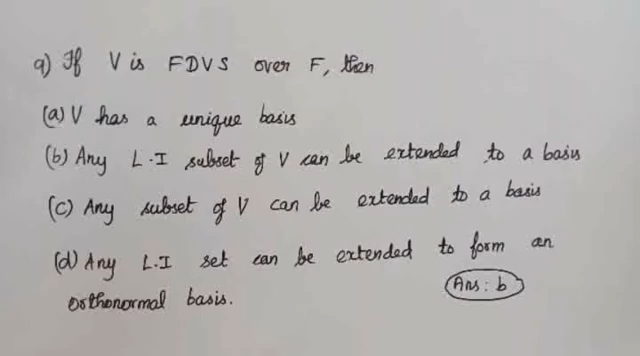 q) If V is FDVS over F, then
(a) V has a unique basis
(b) Any L.I subset of V can be extended to a basis
(c) Any subset of V can be extended to a basis
(d) Any L.I set can be extended to form an
orthonormal basis.
Ans: b